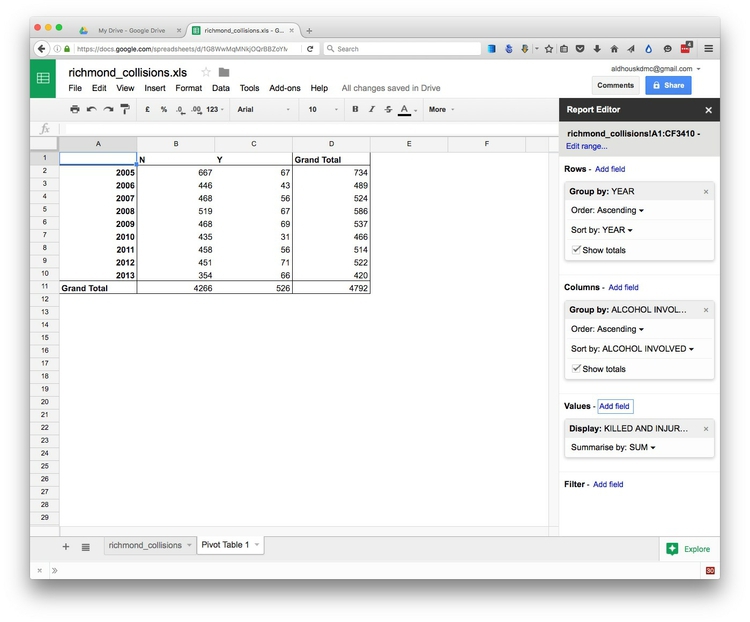 My Drive - Google Drive
richmond_collisions.xls - G...
Search
4
aldhouskdmc@gmail.com
richmond_collisions.xls
File Edit View Insert Format Data Tools Add-ons Help All changes saved in Drive
Comments
Share
£ % .0 .00 123 Arial 10 B I S A More
fx
Report Editor
A B C D E F
richmond_collisions!A1:CF3410 -
Edit range...
1 N Y Grand Total
2 2005 667 67 734
3 2006 446 43 489
4 2007 468 56 524
5 2008 519 67 586
6 2009 468 69 537
7 2010 435 31 466
8 2011 458 56 514
9 2012 451 71 522
10 2013 354 66 420
11 Grand Total 4266 526 4792
12
13
14
15
16
17
18
19
20
21
22
23
24
25
26
27
28
29
Rows - Add field
Group by: YEAR
Order: Ascending
Sort by: YEAR
Show totals
Columns - Add field
Group by: ALCOHOL INVOL...
Order: Ascending
Sort by: ALCOHOL INVOLVED
Show totals
Values - Add field
Display: KILLED AND INJUR...
Summarise by: SUM
Filter - Add field
richmond_collisions
Pivot Table 1
Explore